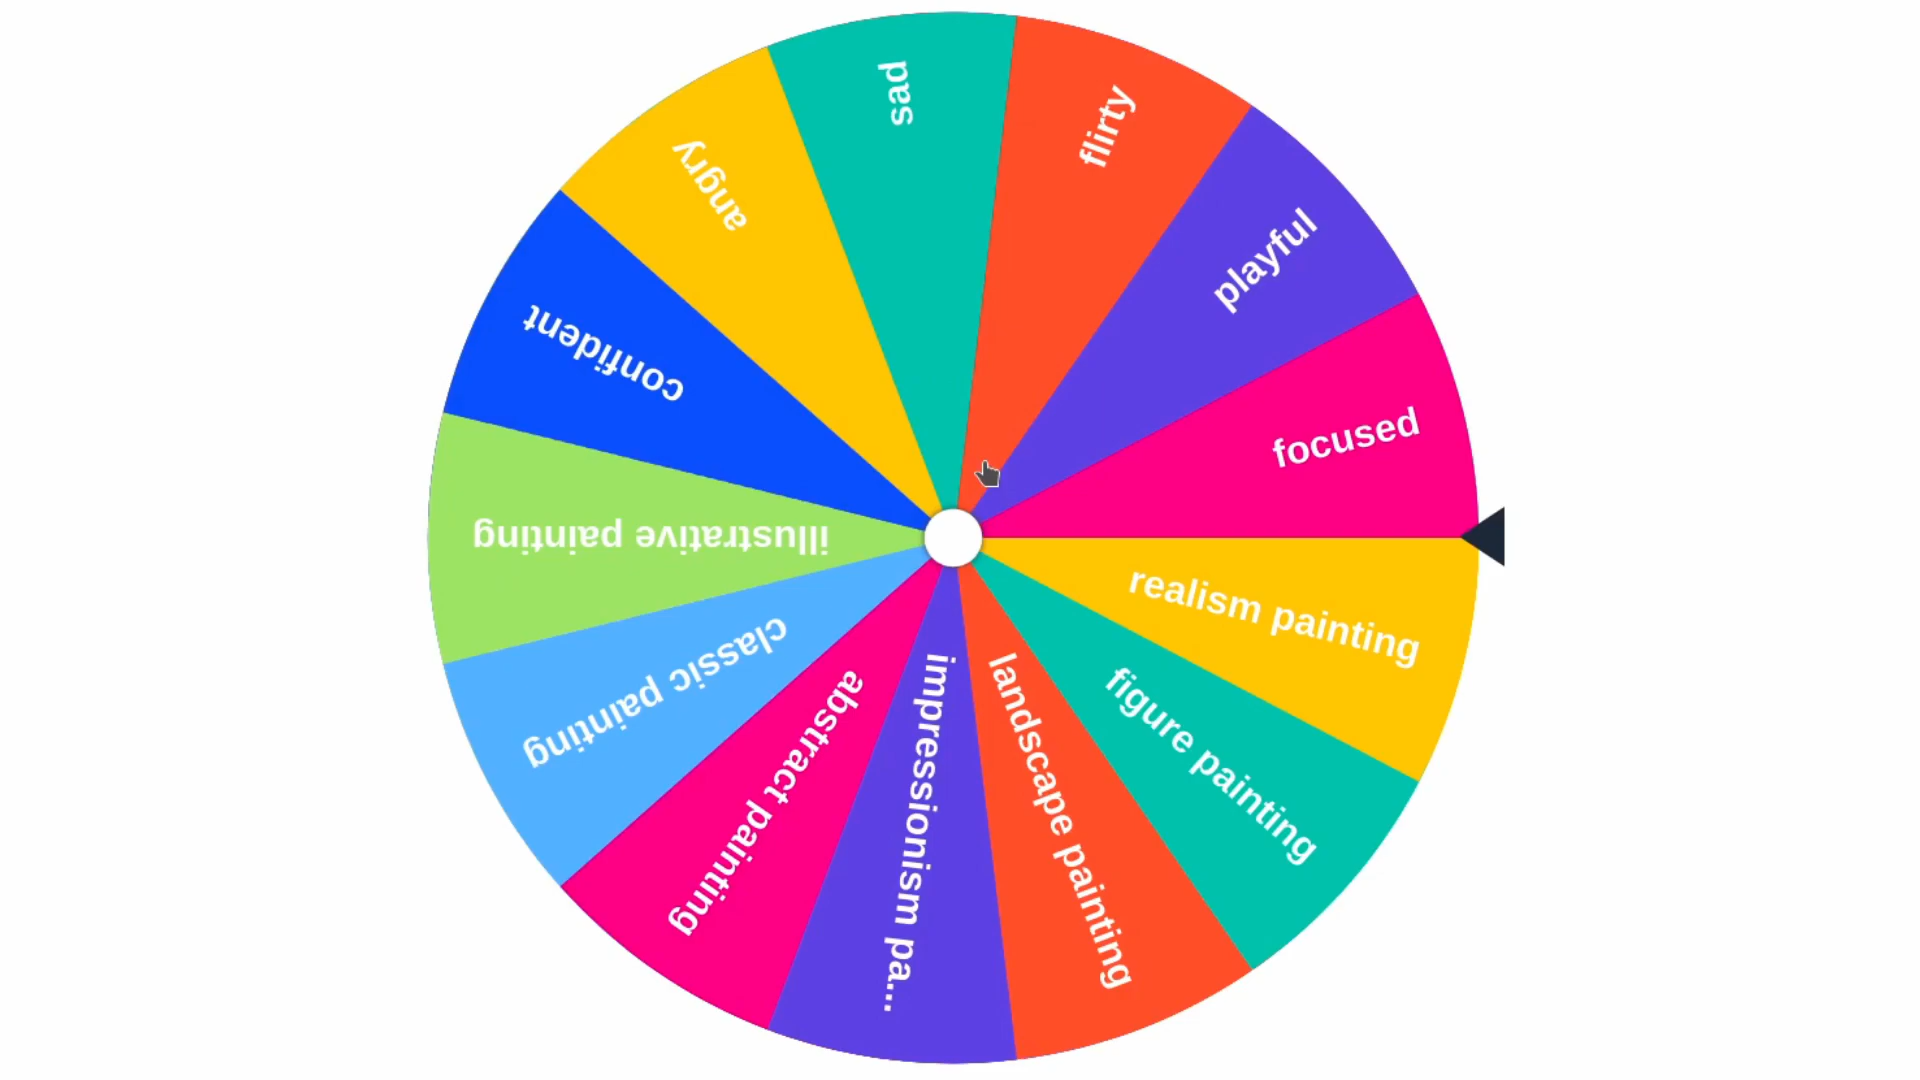 sad
flirty
playful
focused
realism painting
figure painting
landscape painting
impressionism pa...
abstract painting
classic painting
illustrative painting
confident
angry